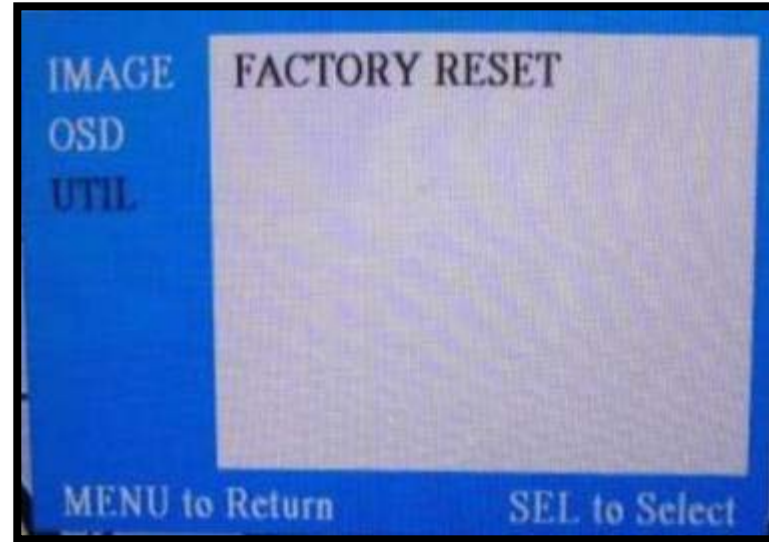 IMAGE
FACTORY RESET
OSD
UTIL
MENU to Return
SEL to Select